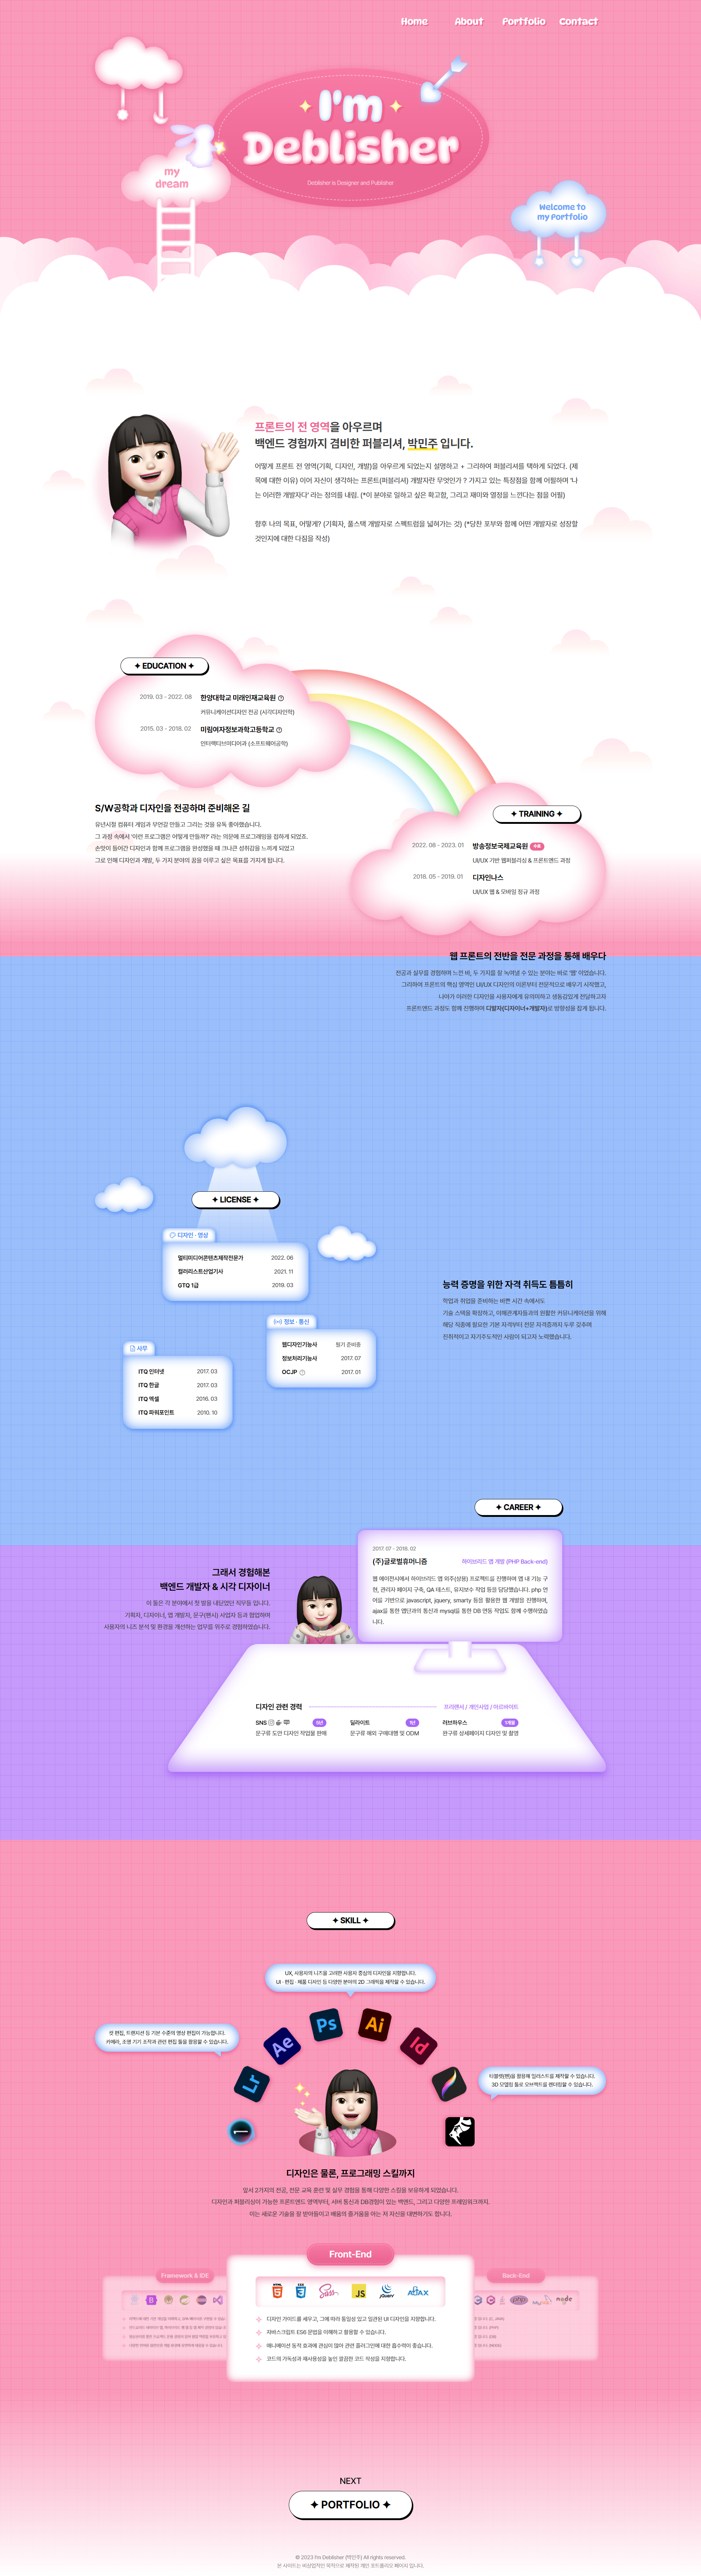 Home About Portfolio Contact
I'm
Deblisher
Deblisher is Designer and Publisher
my
dream
Welcome to
my Portfolio
프론트의 전 영역을 아우르며
백엔드 경험까지 겸비한 퍼블리셔, 박민주 입니다.
어떻게 프론트 전 영역(기획, 디자인, 개발)을 아우르게 되었는지 설명하고 + 그리하여 퍼블리셔를 택하게 되었다. (제
목에 대한 이유) 이어 자신이 생각하는 프론트(퍼블리셔) 개발자란 무엇인가 ? 가지고 있는 특장점을 함께 어필하며 '나
는 이러한 개발자다' 라는 정의를 내림. (*이 분야로 일하고 싶은 확고함, 그리고 재미와 열정을 느낀다는 점을 어필)
향후 나의 목표, 어떻게? (기획자, 풀스택 개발자로 스펙트럼을 넓혀가는 것) (*당찬 포부와 함께 어떤 개발자로 성장할
것인지에 대한 다짐을 작성)
✦ EDUCATION ✦
2019. 03 - 2022. 08 한양대학교 미래인재교육원
커뮤니케이션디자인 전공 (시각디자인학)
2015. 03 - 2018. 02 미림여자정보과학고등학교
인터랙티브미디어과 (소프트웨어공학)
S/W공학과 디자인을 전공하며 준비해온 길
유년시절 컴퓨터 게임과 무언갈 만들고 그리는 것을 유독 좋아했습니다.
그 과정 속에서 '이런 프로그램은 어떻게 만들까?' 라는 의문에 프로그래밍을 접하게 되었죠.
손맛이 들어간 디자인과 함께 프로그램을 완성했을 때 크나큰 성취감을 느끼게 되었고
그로 인해 디자인과 개발, 두 가지 분야의 꿈을 이루고 싶은 목표를 가지게 됩니다.
✦ TRAINING ✦
2022. 08 - 2023. 01 방송정보국제교육원 수료
UI/UX 기반 웹퍼블리싱 & 프론트엔드 과정
2018. 05 - 2019. 01 디자인나스
UI/UX 웹 & 모바일 정규 과정
웹 프론트의 전반을 전문 과정을 통해 배우다
전공과 실무를 경험하며 느낀 바, 두 가지를 잘 녹여낼 수 있는 분야는 바로 '웹' 이었습니다.
그리하여 프론트의 핵심 영역인 UI/UX 디자인의 이론부터 전문적으로 배우기 시작했고,
나아가 이러한 디자인을 사용자에게 유의미하고 생동감있게 전달하고자
프론트엔드 과정도 함께 진행하며 디발자(디자이너+개발자)로 방향성을 잡게 됩니다.
✦ LICENSE ✦
디자인 · 영상
멀티미디어콘텐츠제작전문가 2022. 06
컬러리스트산업기사 2021. 11
GTQ 1급 2019. 03
정보 · 통신
웹디자인기능사 필기 준비중
정보처리기능사 2017. 07
OCJP 2017. 01
사무
ITQ 인터넷 2017. 03
ITQ 한글 2017. 03
ITQ 엑셀 2016. 03
ITQ 파워포인트 2010. 10
능력 증명을 위한 자격 취득도 틈틈히
학업과 취업을 준비하는 바쁜 시간 속에서도
기술 스택을 확장하고, 이해관계자들과의 원활한 커뮤니케이션을 위해
해당 직종에 필요한 기본 자격부터 전문 자격증까지 두루 갖추며
진취적이고 자기주도적인 사람이 되고자 노력했습니다.
✦ CAREER ✦
그래서 경험해본
백엔드 개발자 & 시각 디자이너
이 둘은 각 분야에서 첫 발을 내딛었던 직무들 입니다.
기획자, 디자이너, 앱 개발자, 문구(팬시) 사업자 등과 협업하며
사용자의 니즈 분석 및 환경을 개선하는 업무를 위주로 경험하였습니다.
2017. 07 - 2018. 02
(주)글로벌휴머니즘 하이브리드 앱 개발 (PHP Back-end)
웹 에이전시에서 하이브리드 앱 외주(상용) 프로젝트를 진행하며 앱 내 기능 구
현, 관리자 페이지 구축, QA 테스트, 유지보수 작업 등을 담당했습니다. php 언
어를 기반으로 javascript, jquery, smarty 등을 활용한 앱 개발을 진행하며,
ajax을 통한 앱단과의 통신과 mysql을 통한 DB 연동 작업도 함께 수행하였습니
다.
디자인 관련 경력 프리랜서 / 개인사업 / 아르바이트
SNS
문구류 도안 디자인 작업물 판매
딜라이트 1년
문구류 해외 구매대행 및 ODM
러브하우스 5개월
완구류 상세페이지 디자인 및 촬영
✦ SKILL ✦
UX, 사용자의 니즈를 고려한 사용자 중심의 디자인을 지향합니다.
UI · 편집 · 제품 디자인 등 다양한 분야의 2D 그래픽을 제작할 수 있습니다.
컷 편집, 트랜지션 등 기본 수준의 영상 편집이 가능합니다.
카메라, 조명 기기 조작과 관련 편집 툴을 활용할 수 있습니다.
타블렛(펜)을 활용해 일러스트를 제작할 수 있습니다.
3D 모델링 툴로 오브젝트를 렌더링할 수 있습니다.
Lr Ae Ps Ai Id
디자인은 물론, 프로그래밍 스킬까지
앞서 2가지의 전공, 전문 교육 훈련 및 실무 경험을 통해 다양한 스킬을 보유하게 되었습니다.
디자인과 퍼블리싱이 가능한 프론트엔드 영역부터, 서버 통신과 DB경험이 있는 백엔드, 그리고 다양한 프레임워크까지.
이는 새로운 기술을 잘 받아들이고 배움의 즐거움을 아는 저 자신을 대변하기도 합니다.
Framework & IDE
Front-End
Back-End
HTML CSS Sass JS jQuery AJAX
php MySQL node
디자인 가이드를 세우고, 그에 따라 통일성 있고 일관된 UI 디자인을 지향합니다.
자바스크립트 ES6 문법을 이해하고 활용할 수 있습니다.
애니메이션 동적 효과에 관심이 많아 관련 플러그인에 대한 흡수력이 좋습니다.
코드의 가독성과 재사용성을 높인 깔끔한 코드 작성을 지향합니다.
NEXT
✦ PORTFOLIO ✦
© 2023 I'm Deblisher (박민주) All rights reserved.
본 사이트는 비상업적인 목적으로 제작된 개인 포트폴리오 페이지 입니다.